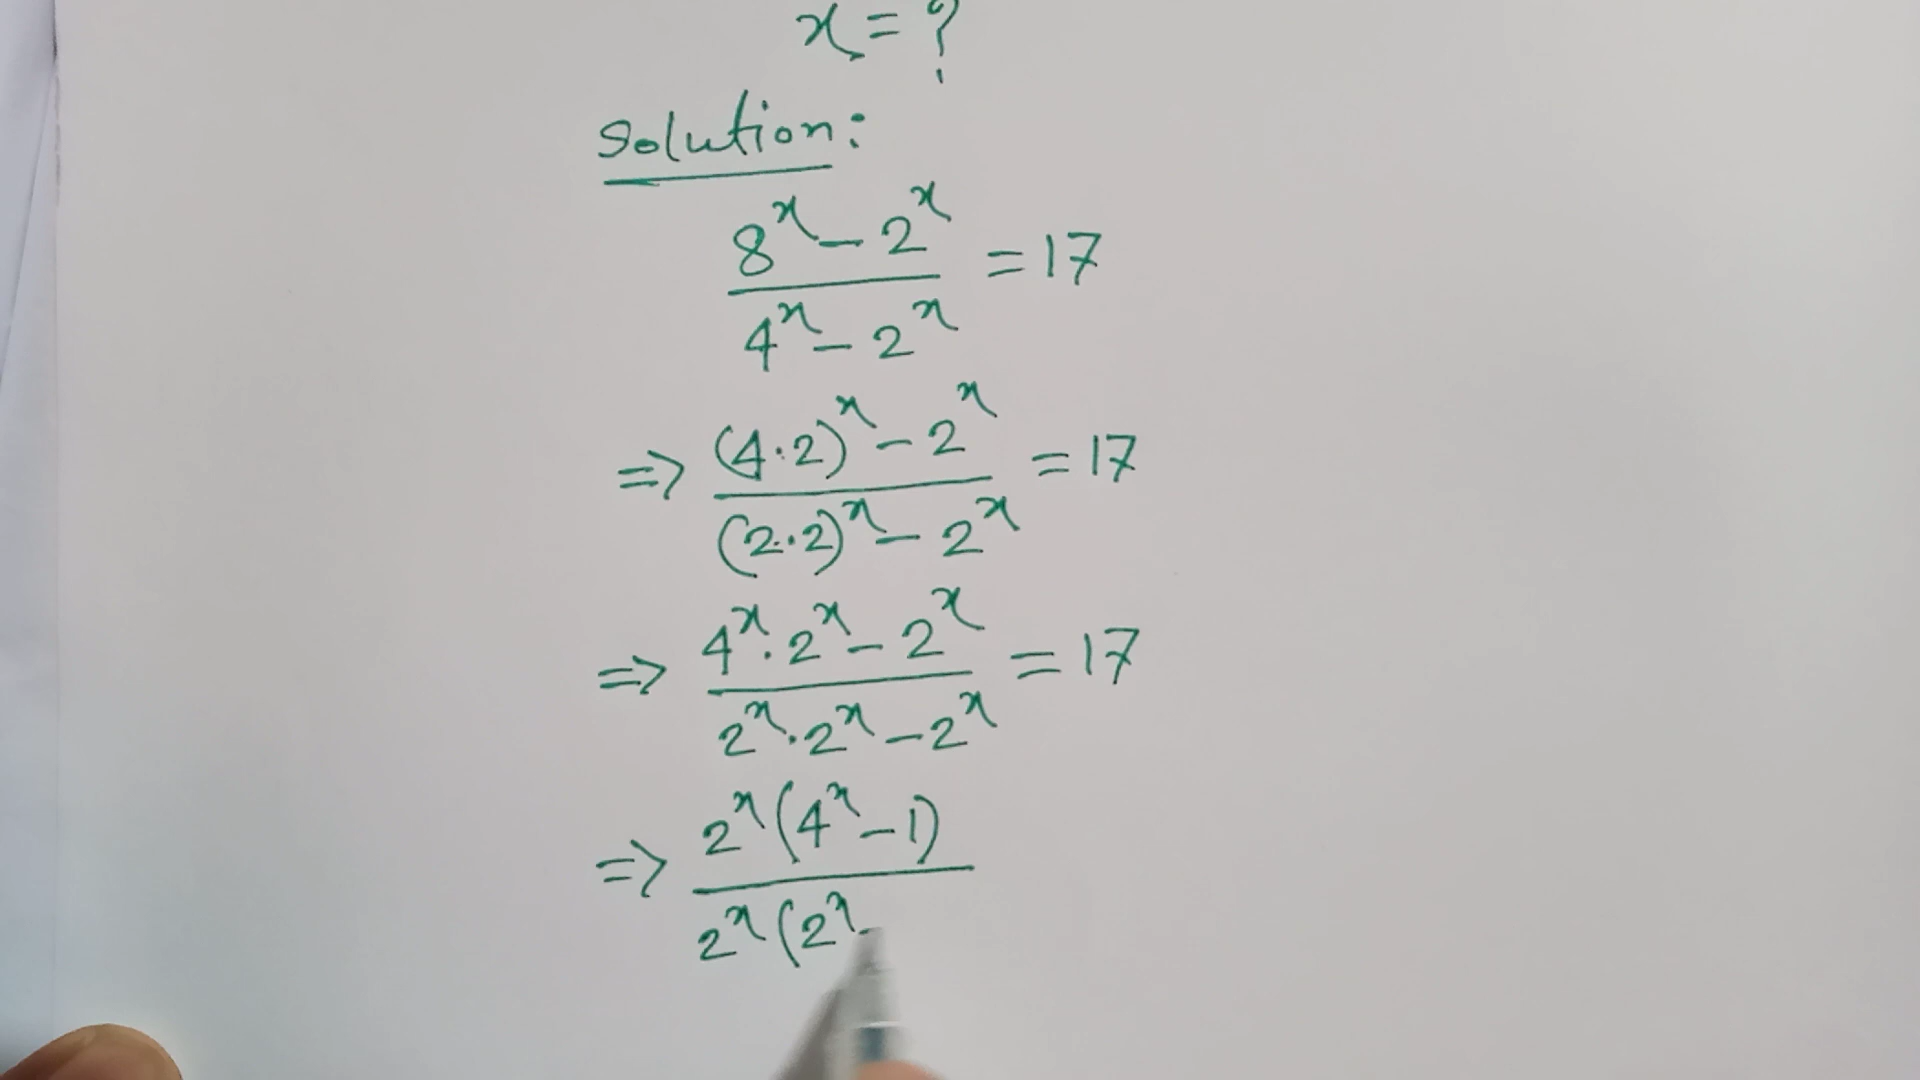 x = ?
Solution:
(8^x - 2^x) / (4^x - 2^x) = 17
=> ((4·2)^x - 2^x) / ((2·2)^x - 2^x) = 17
=> (4^x · 2^x - 2^x) / (2^x · 2^x - 2^x) = 17
=> 2^x (4^x - 1) / 2^x (2^x -